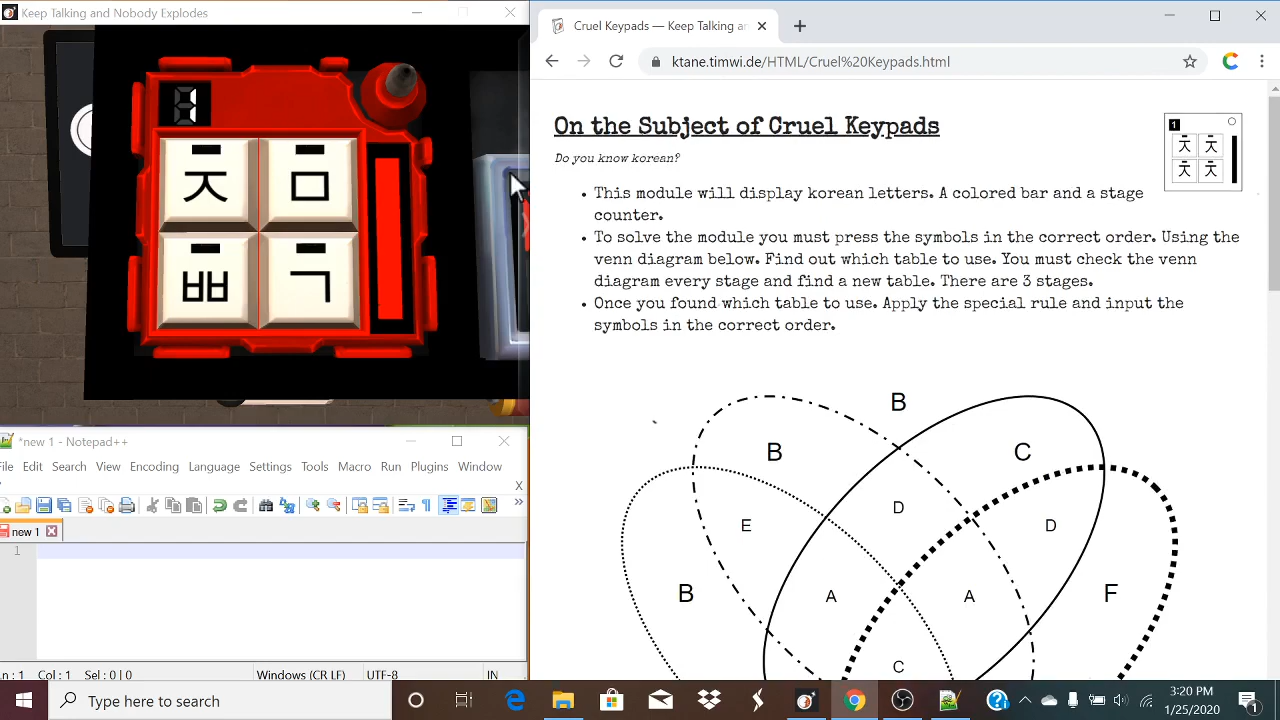 Keep Talking and Nobody Explodes
1
ㅈ ㅁ
ㅃ ㄱ
*new 1 - Notepad++
File Edit Search View Encoding Language Settings Tools Macro Run Plugins Window
X
new 1
1
Ln : 1 Col : 1 Sel : 0 | 0 Windows (CR LF) UTF-8 IN
Cruel Keypads — Keep Talking an
ktane.timwi.de/HTML/Cruel%20Keypads.html
On the Subject of Cruel Keypads
Do you know korean?
This module will display korean letters. A colored bar and a stage
counter.
To solve the module you must press the symbols in the correct order. Using the
venn diagram below. Find out which table to use. You must check the venn
diagram every stage and find a new table. There are 3 stages.
Once you found which table to use. Apply the special rule and input the
symbols in the correct order.
1
ㅈ ㅈ
ㅈ ㅈ
B
B C
D
E D
B A A F
C
Type here to search
3:20 PM
1/25/2020
1